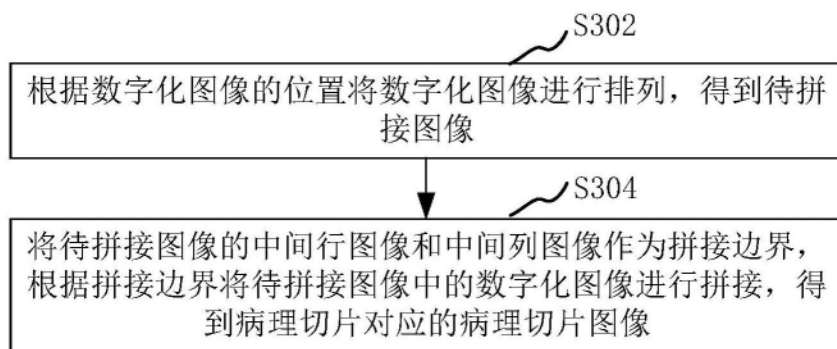 S302
根据数字化图像的位置将数字化图像进行排列，得到待拼
接图像
S304
将待拼接图像的中间行图像和中间列图像作为拼接边界，
根据拼接边界将待拼接图像中的数字化图像进行拼接，得
到病理切片对应的病理切片图像